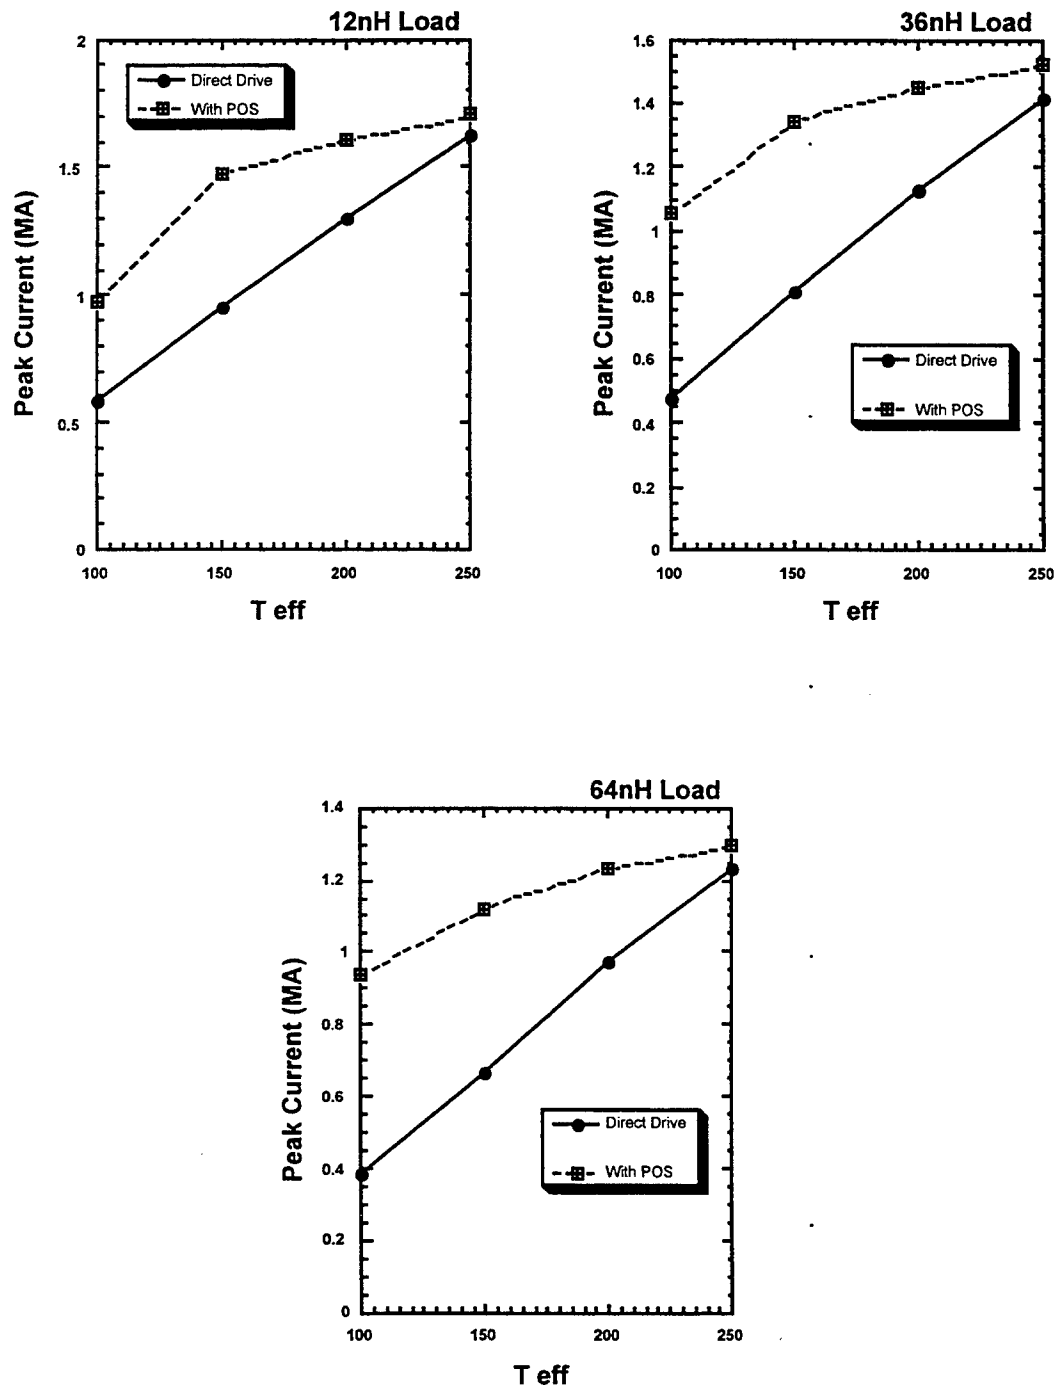 12nH Load
2
1.5
1
0.5
0
Peak Current (MA)
Direct Drive
With POS
100 150 200 250
T eff
36nH Load
1.6
1.4
1.2
1
0.8
0.6
0.4
0.2
0
Peak Current (MA)
Direct Drive
With POS
100 150 200 250
T eff
64nH Load
1.4
1.2
1
0.8
0.6
0.4
0.2
0
Peak Current (MA)
Direct Drive
With POS
100 150 200 250
T eff